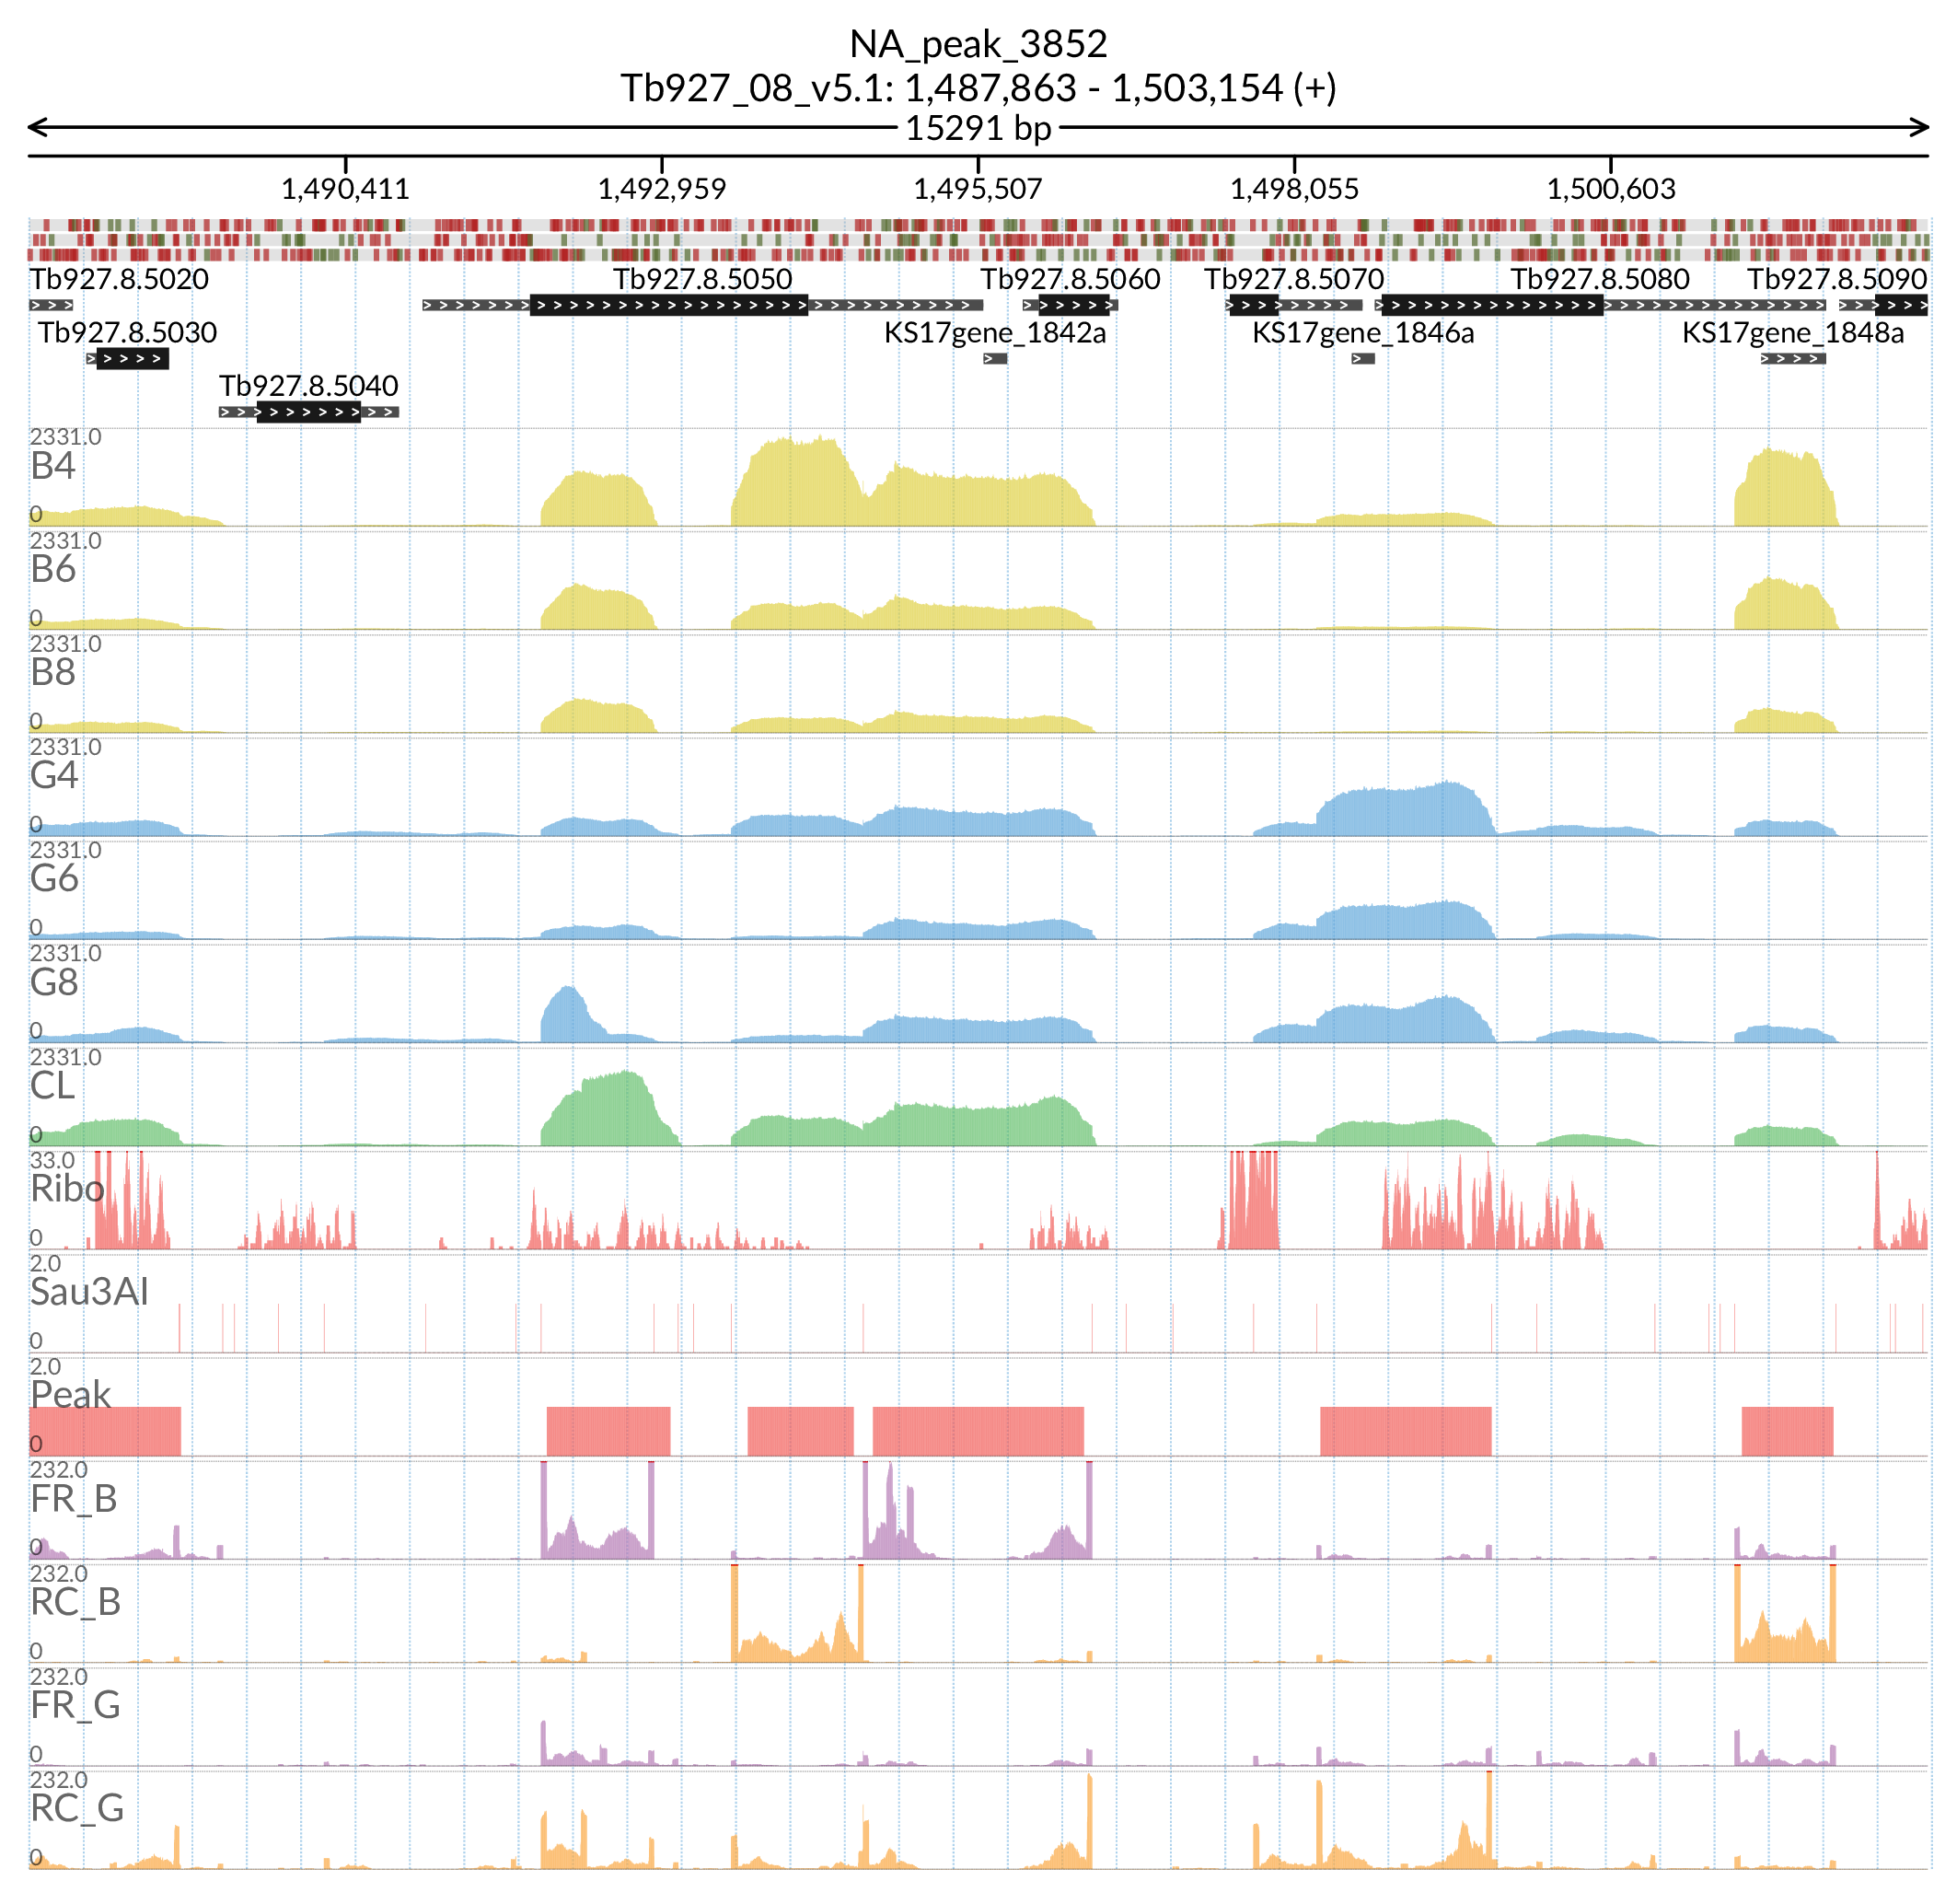 NA_peak_3852
Tb927_08_v5.1: 1,487,863 - 1,503,154 (+)
15291 bp
1,490,411 1,492,959 1,495,507 1,498,055 1,500,603
Tb927.8.5020 Tb927.8.5050 Tb927.8.5060 Tb927.8.5070 Tb927.8.5080 Tb927.8.5090
Tb927.8.5030 KS17gene_1842a KS17gene_1846a KS17gene_1848a
Tb927.8.5040
2331.0
B4
0
2331.0
B6
0
2331.0
B8
0
2331.0
G4
0
2331.0
G6
0
2331.0
G8
0
2331.0
CL
0
33.0
Ribo
0
2.0
Sau3AI
0
2.0
Peak
0
232.0
FR_B
0
232.0
RC_B
0
232.0
FR_G
0
232.0
RC_G
0